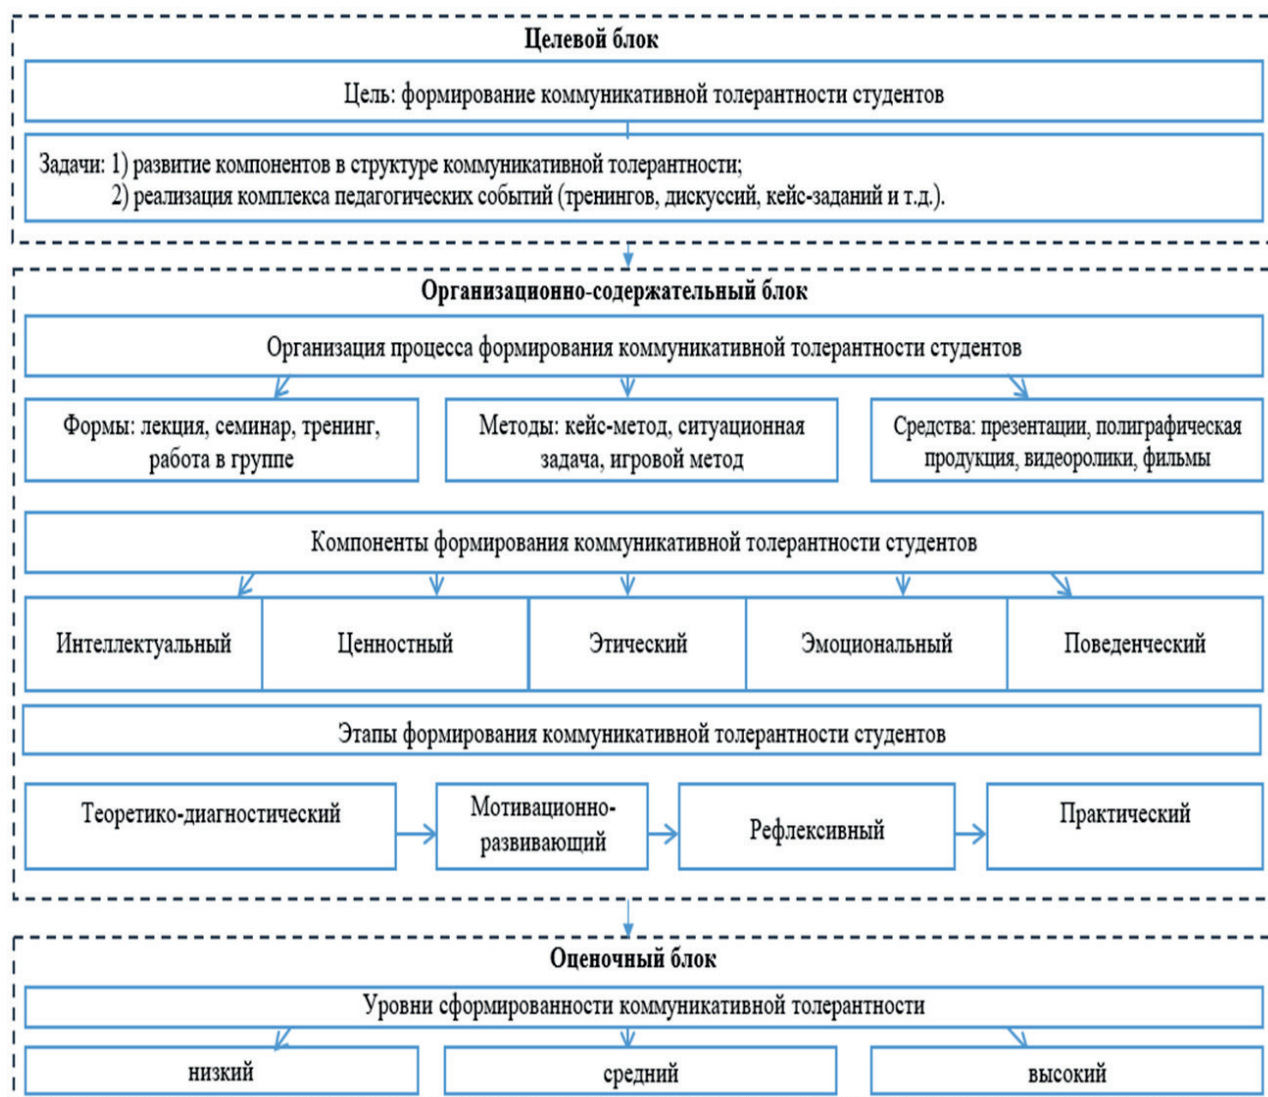 Целевой блок
Цель: формирование коммуникативной толерантности студентов
Задачи: 1) развитие компонентов в структуре коммуникативной толерантности;
2) реализация комплекса педагогических событий (тренингов, дискуссий, кейс-заданий и т.д.).
Организационно-содержательный блок
Организация процесса формирования коммуникативной толерантности студентов
Формы: лекция, семинар, тренинг,
работа в группе
Методы: кейс-метод, ситуационная
задача, игровой метод
Средства: презентации, полиграфическая
продукция, видеоролики, фильмы
Компоненты формирования коммуникативной толерантности студентов
Интеллектуальный
Ценностный
Этический
Эмоциональный
Поведенческий
Этапы формирования коммуникативной толерантности студентов
Теоретико-диагностический
Мотивационно-
развивающий
Рефлексивный
Практический
Оценочный блок
Уровни сформированности коммуникативной толерантности
низкий
средний
высокий